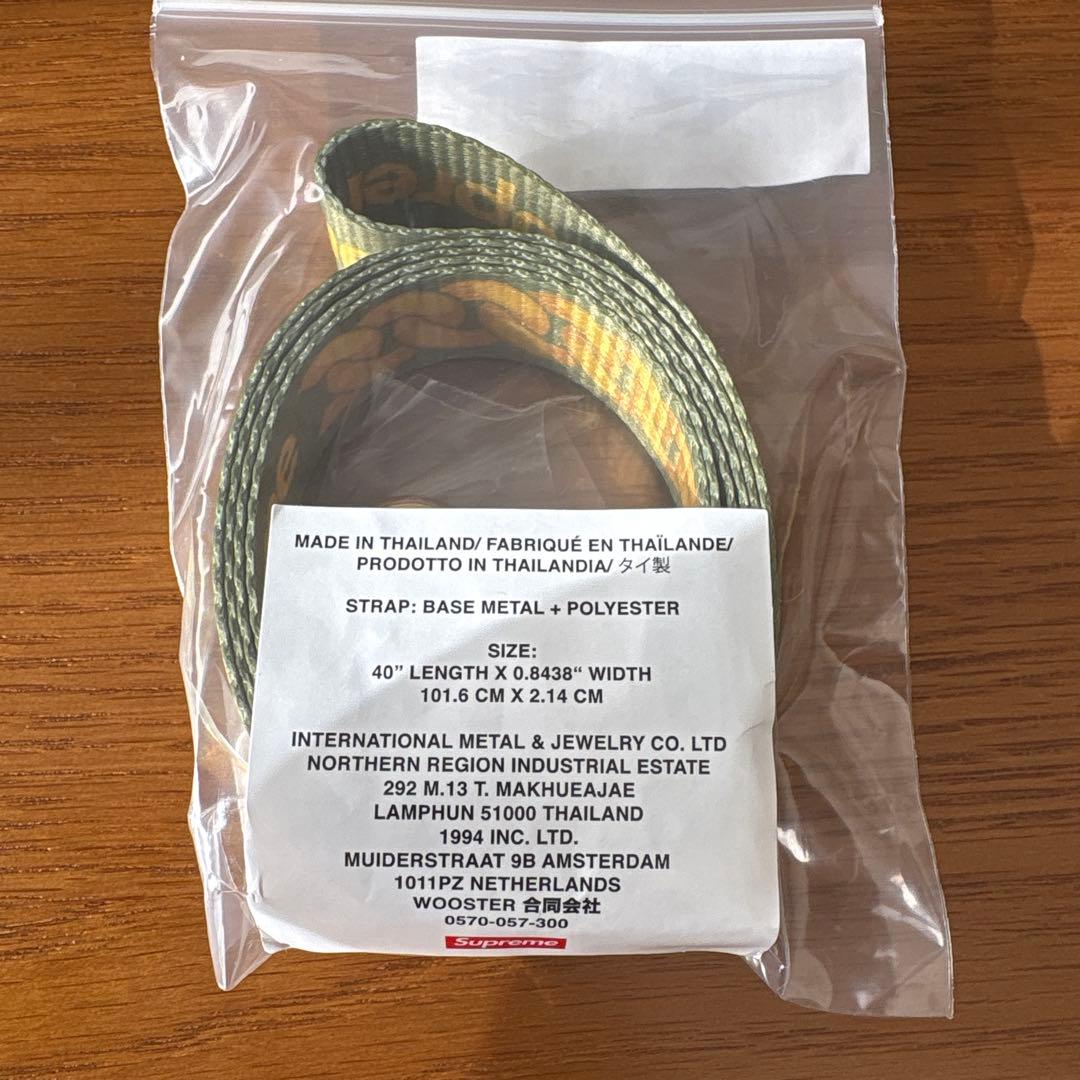 MADE IN THAILAND/ FABRIQUÉ EN THAÏLANDE/
PRODOTTO IN THAILANDIA/ タイ製
STRAP: BASE METAL + POLYESTER
SIZE:
40” LENGTH X 0.8438“ WIDTH
101.6 CM X 2.14 CM
INTERNATIONAL METAL & JEWELRY CO. LTD
NORTHERN REGION INDUSTRIAL ESTATE
292 M.13 T. MAKHUEAJAE
LAMPHUN 51000 THAILAND
1994 INC. LTD.
MUIDERSTRAAT 9B AMSTERDAM
1011PZ NETHERLANDS
WOOSTER 合同会社
0570-057-300
Supreme